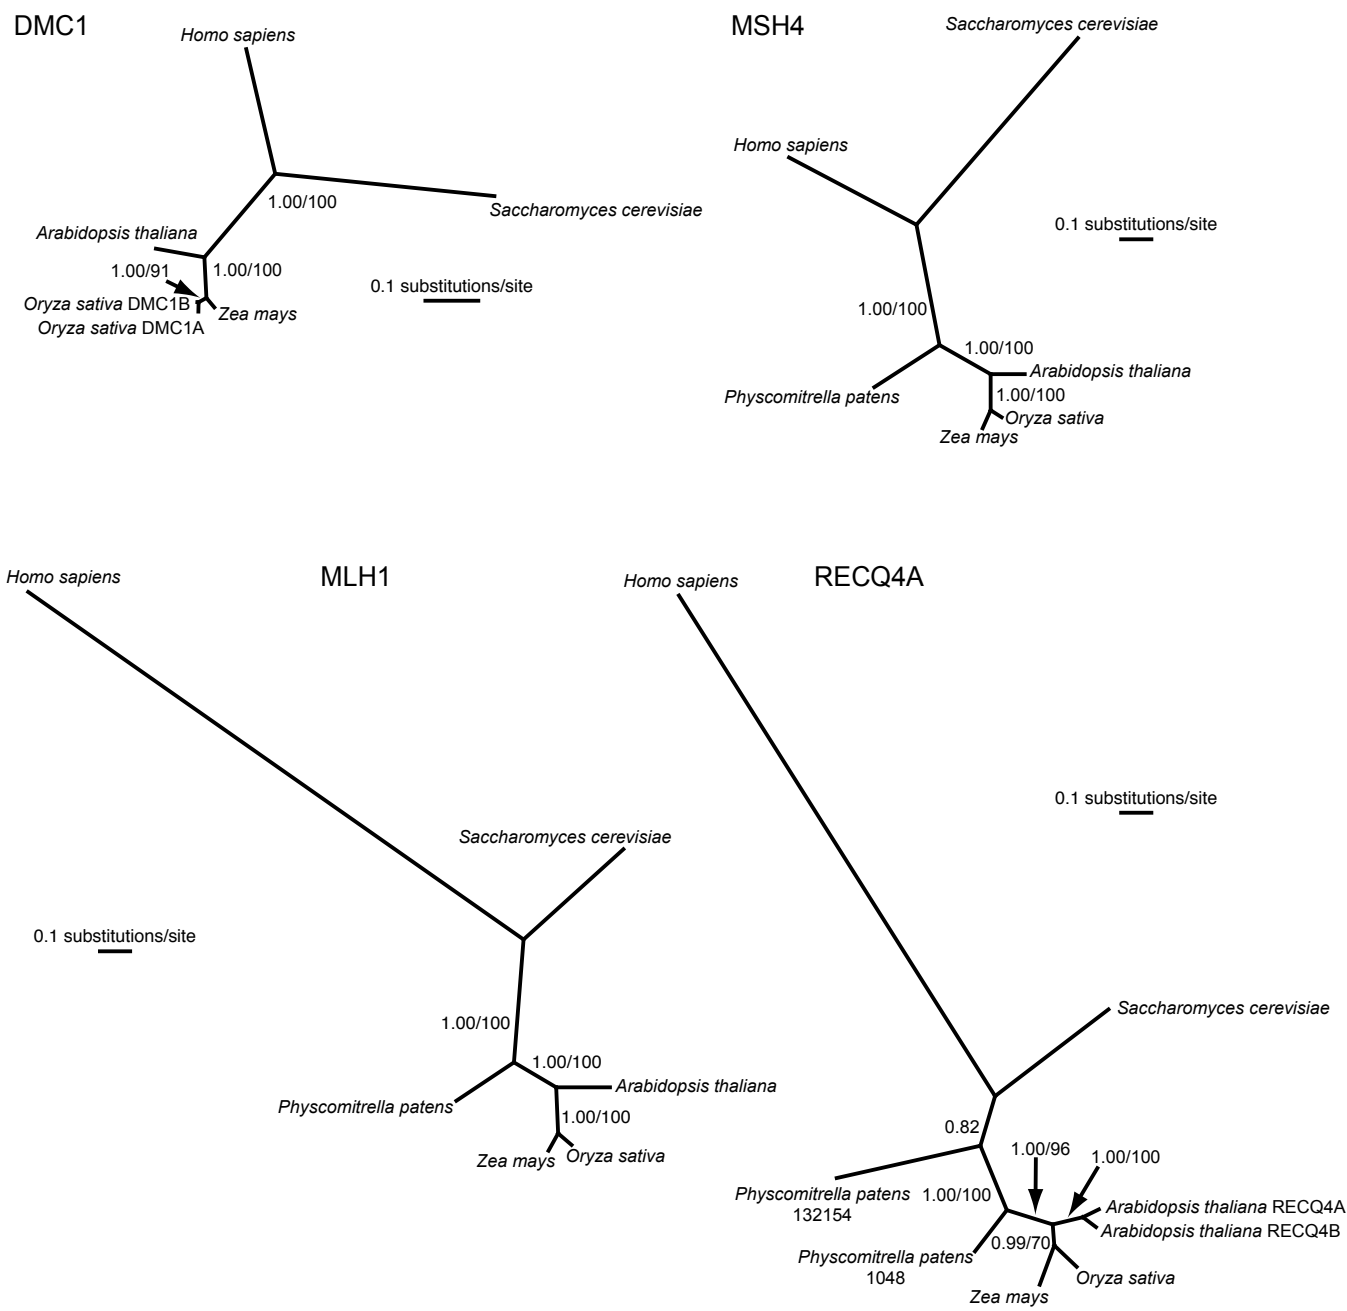 DMC1
Homo sapiens
1.00/100
Saccharomyces cerevisiae
Arabidopsis thaliana
1.00/91
1.00/100
Oryza sativa DMC1B
Zea mays
Oryza sativa DMC1A
0.1 substitutions/site
MSH4
Saccharomyces cerevisiae
Homo sapiens
0.1 substitutions/site
1.00/100
1.00/100
Arabidopsis thaliana
Physcomitrella patens
1.00/100
Oryza sativa
Zea mays
MLH1
Homo sapiens
Saccharomyces cerevisiae
0.1 substitutions/site
1.00/100
1.00/100
Arabidopsis thaliana
Physcomitrella patens
1.00/100
Zea mays
Oryza sativa
RECQ4A
Homo sapiens
0.1 substitutions/site
Saccharomyces cerevisiae
0.82
1.00/96
1.00/100
Physcomitrella patens
132154
1.00/100
Arabidopsis thaliana RECQ4A
Arabidopsis thaliana RECQ4B
0.99/70
Physcomitrella patens
1048
Oryza sativa
Zea mays